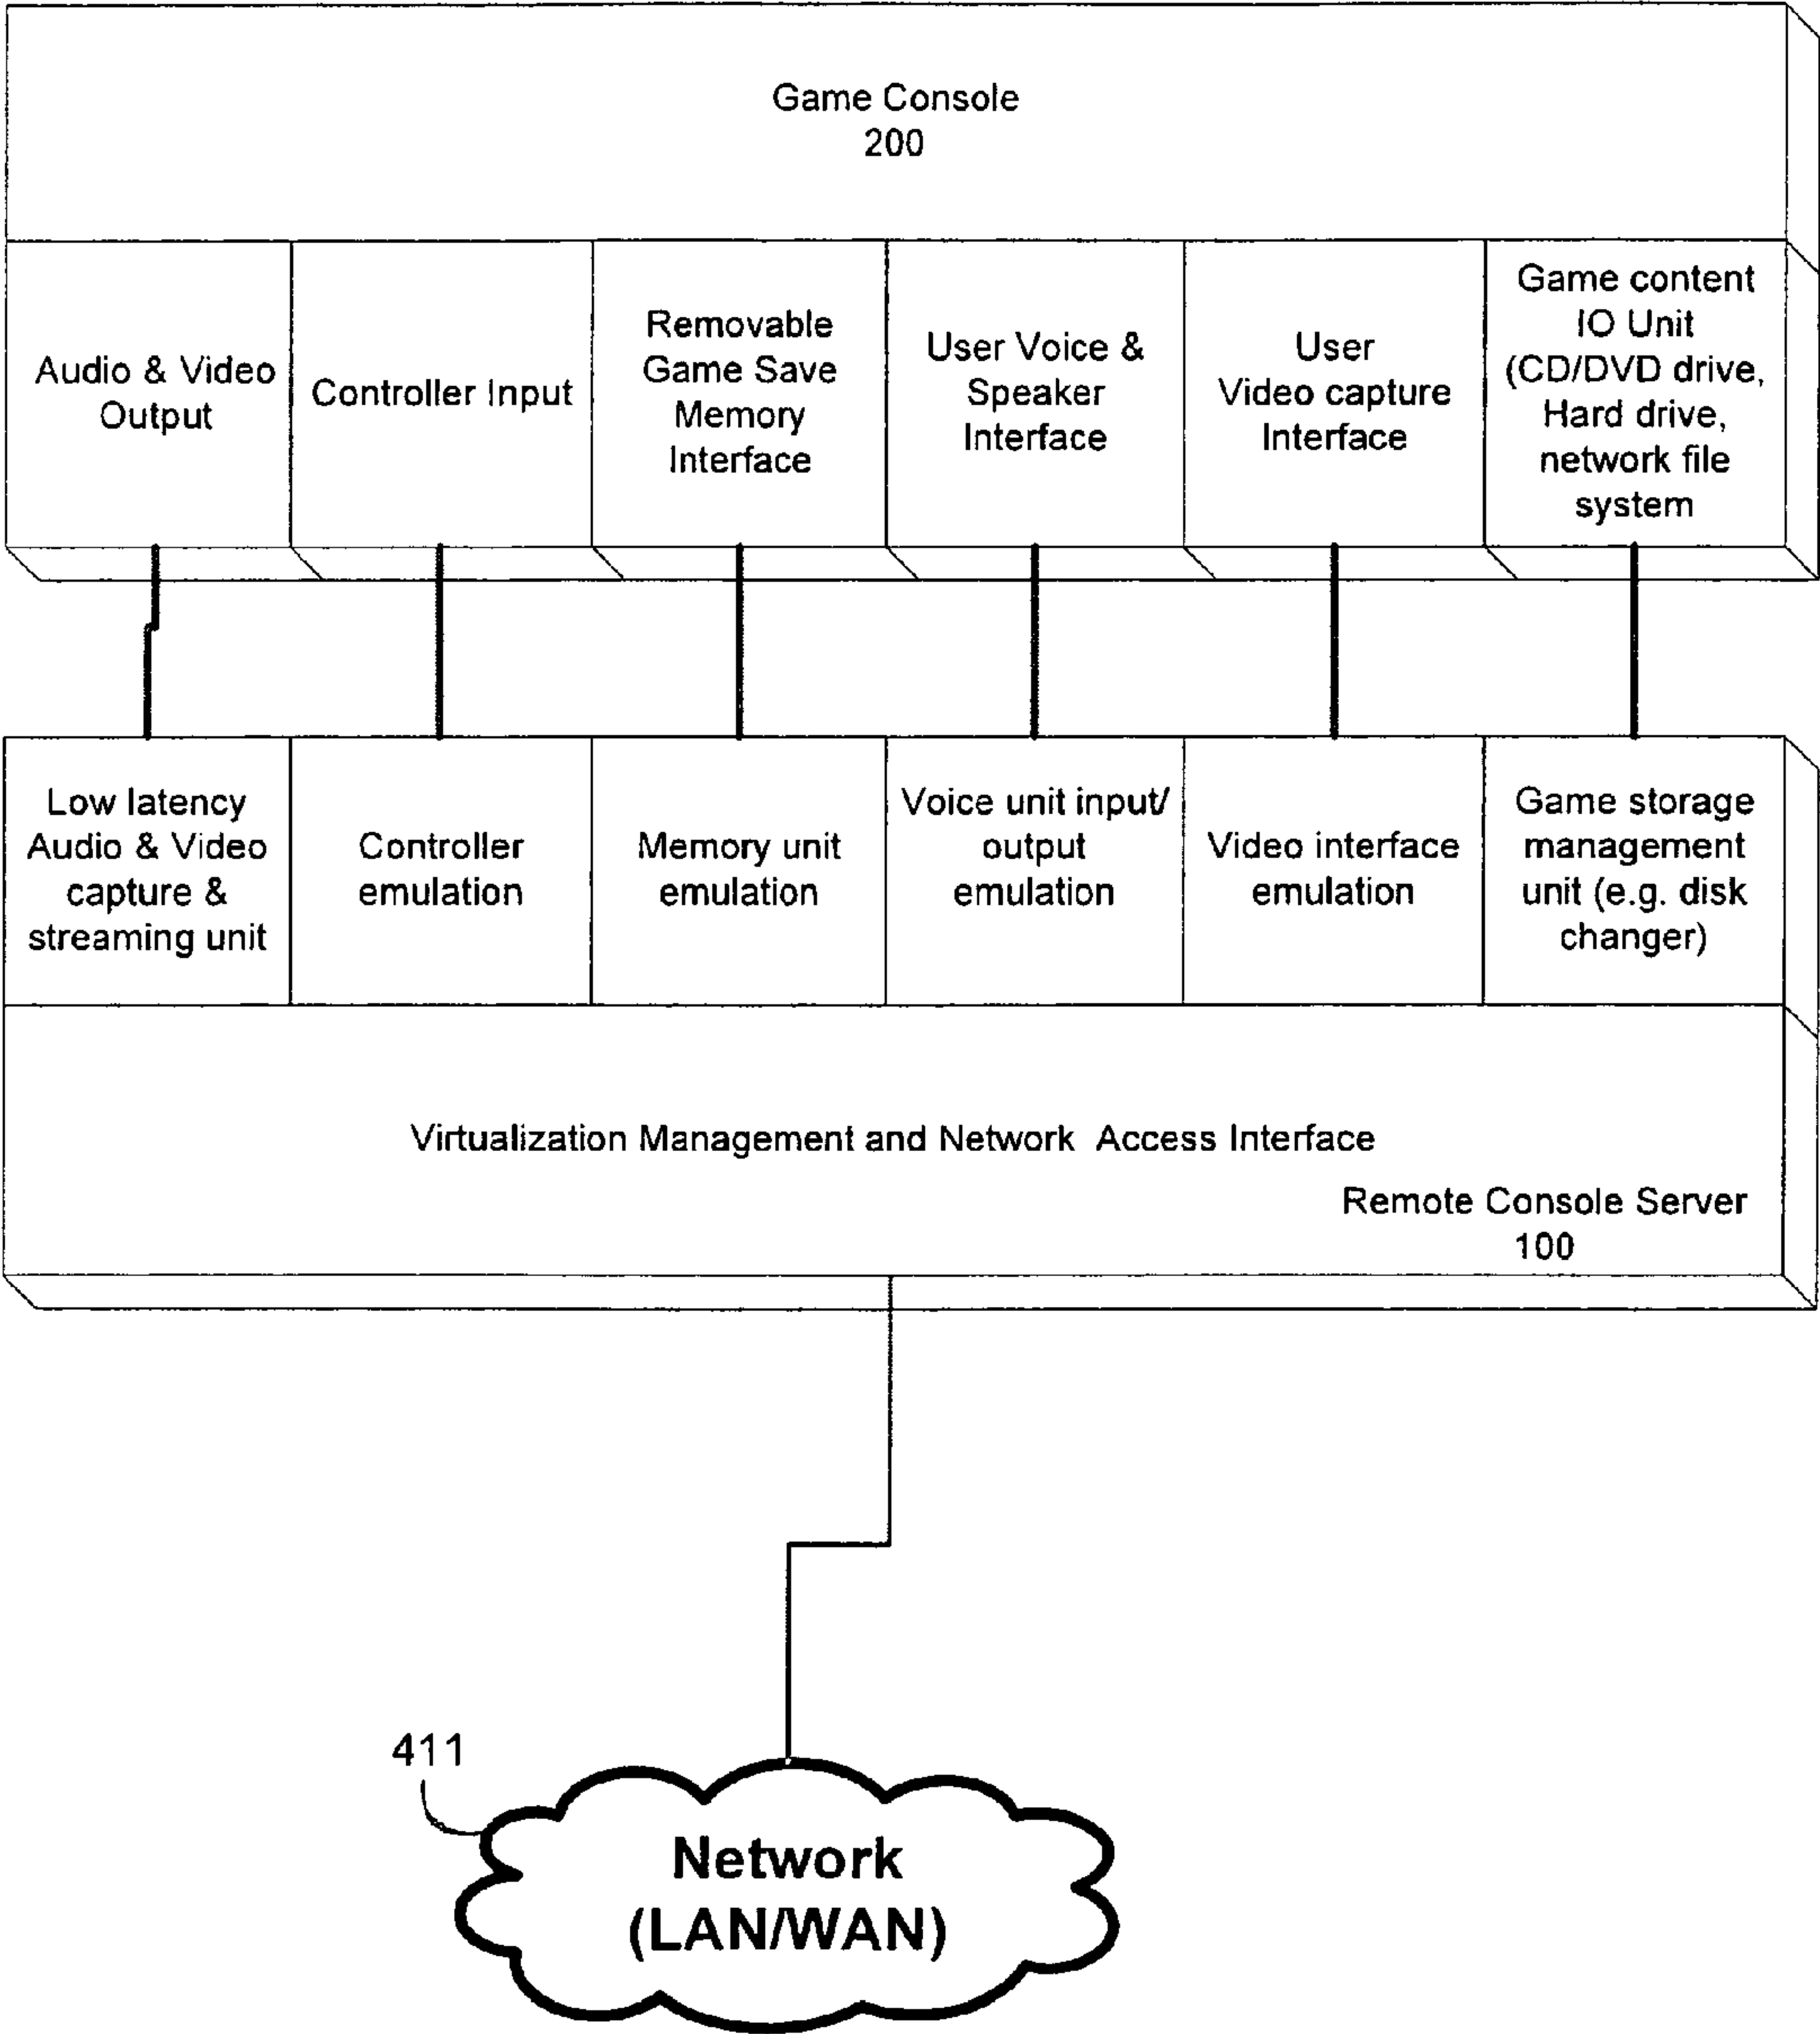 Game Console
200
Audio & Video
Output
Controller Input
Removable
Game Save
Memory
Interface
User Voice &
Speaker
Interface
User
Video capture
Interface
Game content
IO Unit
(CD/DVD drive,
Hard drive,
network file
system
Low latency
Audio & Video
capture &
streaming unit
Controller
emulation
Memory unit
emulation
Voice unit input/
output
emulation
Video interface
emulation
Game storage
management
unit (e.g. disk
changer)
Virtualization Management and Network Access Interface
Remote Console Server
100
411
Network
(LAN/WAN)